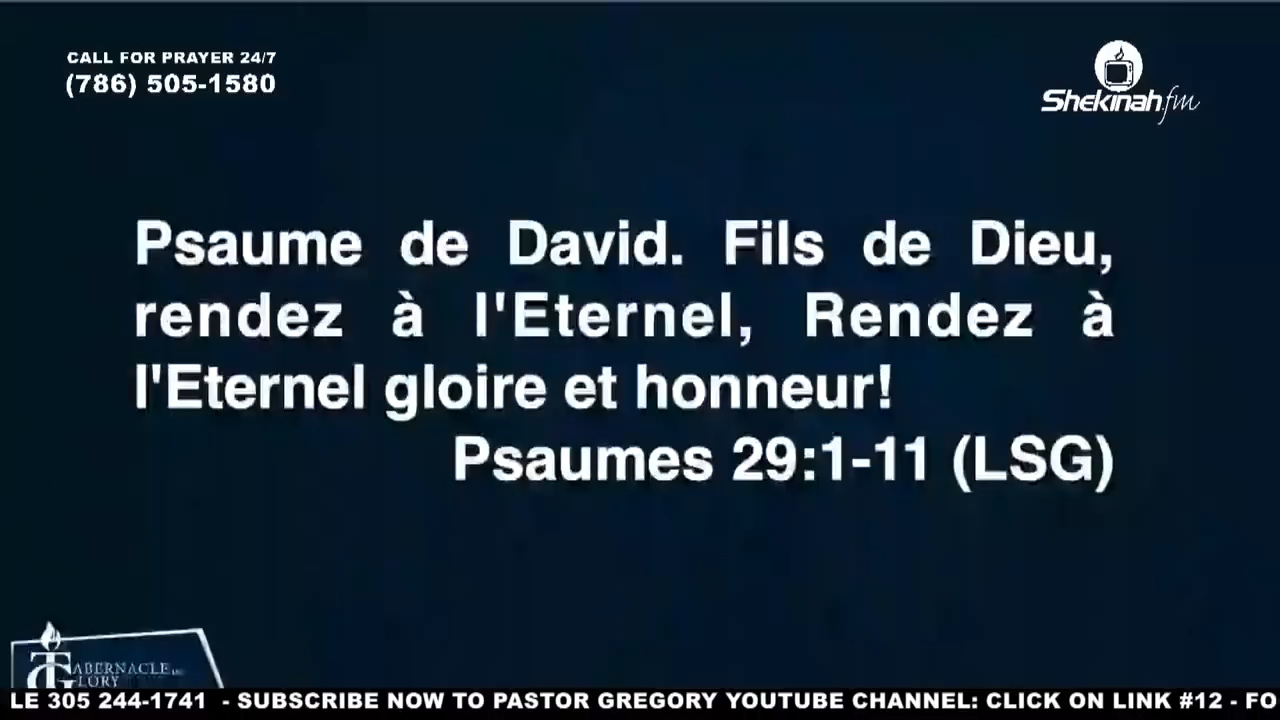 CALL FOR PRAYER 24/7
(786) 505-1580
Shekinah.fm
Psaume de David. Fils de Dieu,
rendez à l'Eternel, Rendez à
l'Eternel gloire et honneur!
Psaumes 29:1-11 (LSG)
TABERNACLE
GLORY
LE 305 244-1741 - SUBSCRIBE NOW TO PASTOR GREGORY YOUTUBE CHANNEL: CLICK ON LINK #12 - FO